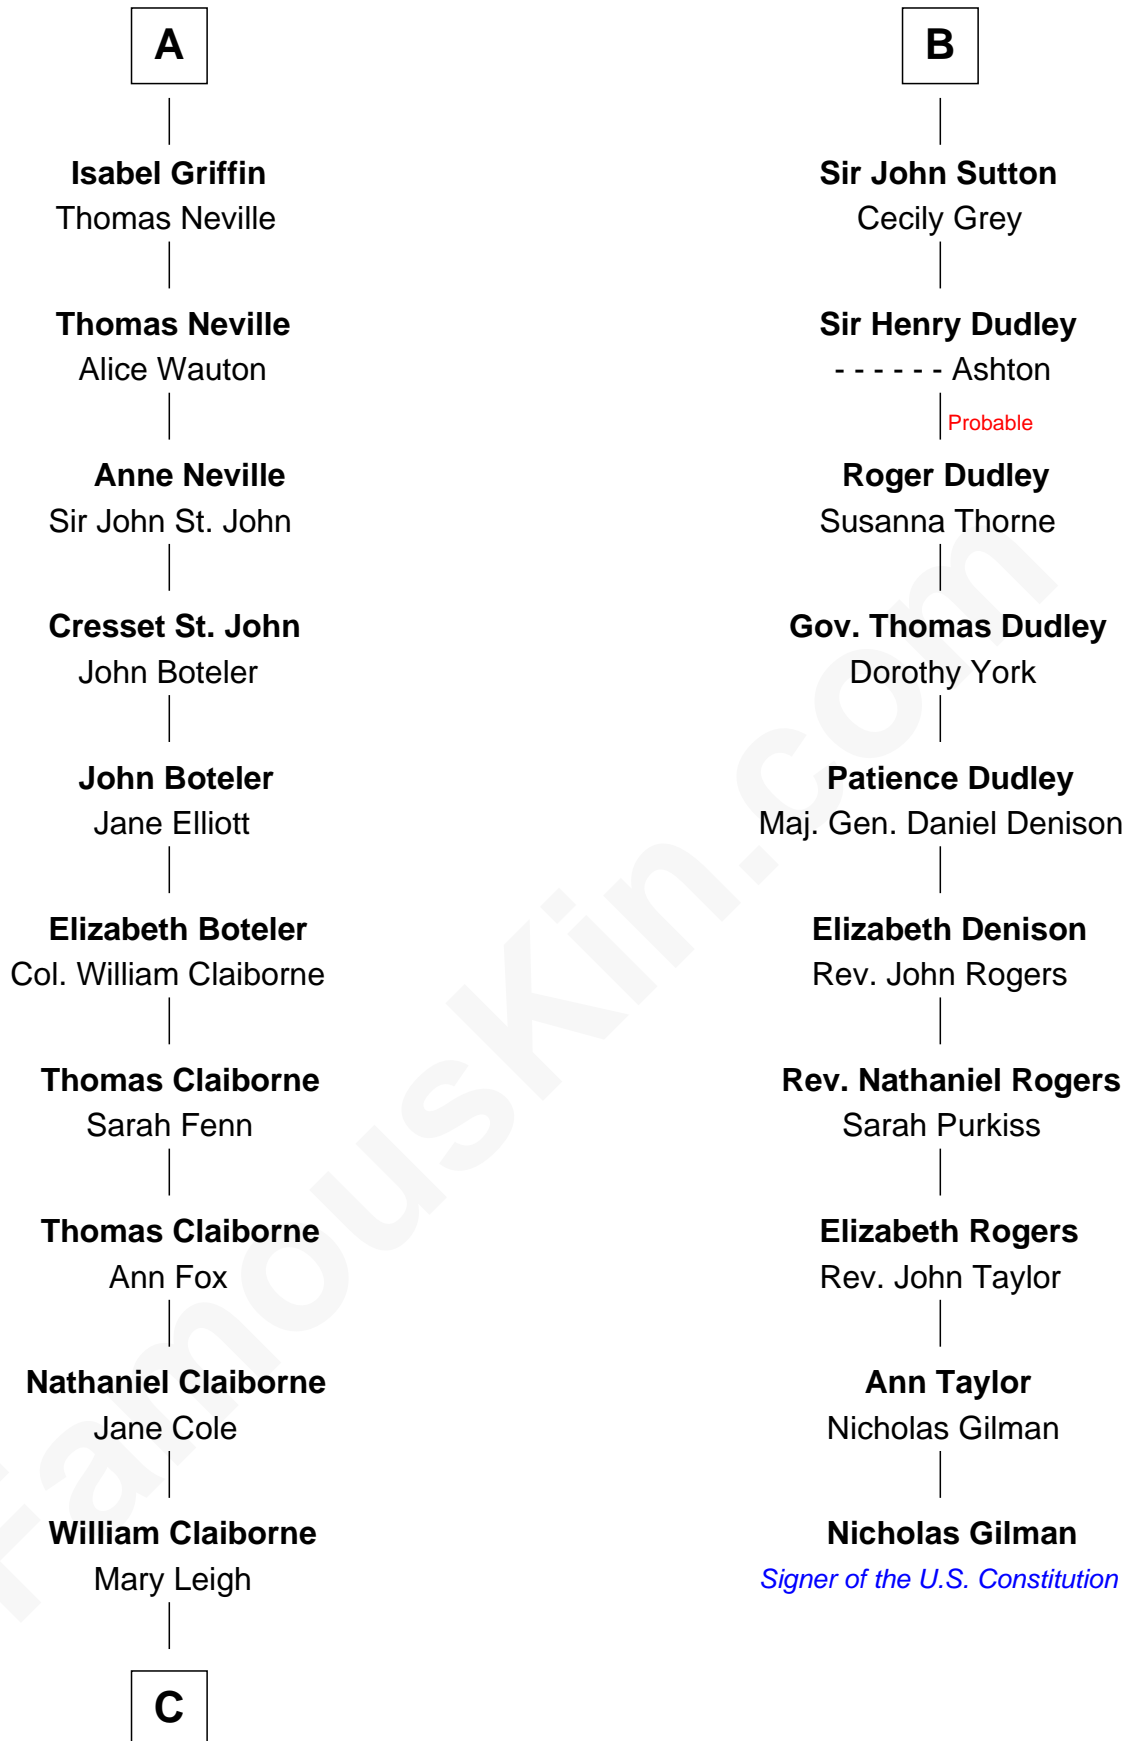 A
Isabel Griffin
Thomas Neville
Thomas Neville
Alice Wauton
Anne Neville
Sir John St. John
Cresset St. John
John Boteler
John Boteler
Jane Elliott
Elizabeth Boteler
Col. William Claiborne
Thomas Claiborne
Sarah Fenn
Thomas Claiborne
Ann Fox
Nathaniel Claiborne
Jane Cole
William Claiborne
Mary Leigh
C
B
Sir John Sutton
Cecily Grey
Sir Henry Dudley
- - - - - - Ashton
Probable
Roger Dudley
Susanna Thorne
Gov. Thomas Dudley
Dorothy York
Patience Dudley
Maj. Gen. Daniel Denison
Elizabeth Denison
Rev. John Rogers
Rev. Nathaniel Rogers
Sarah Purkiss
Elizabeth Rogers
Rev. John Taylor
Ann Taylor
Nicholas Gilman
Nicholas Gilman
Signer of the U.S. Constitution
FamousKin.com